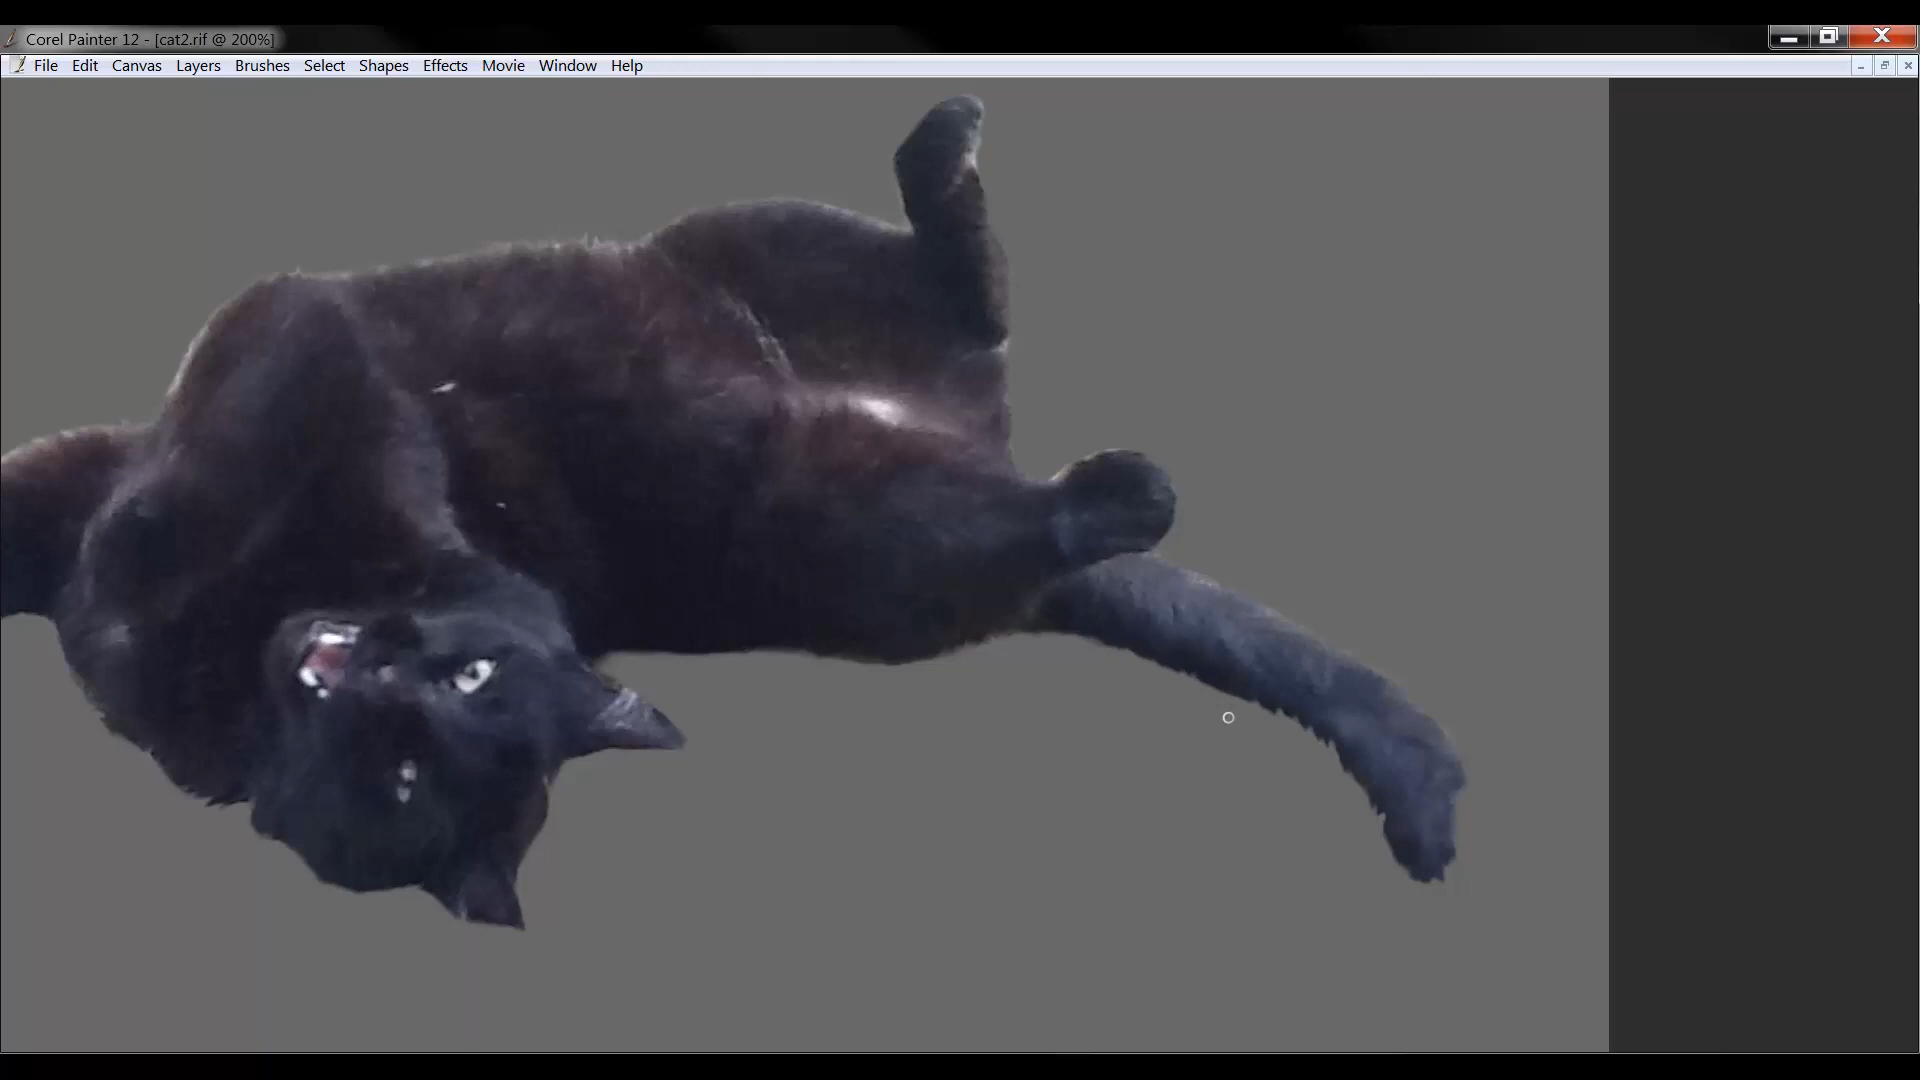 Corel Painter 12 - [cat2.rif @ 200%]
File Edit Canvas Layers Brushes Select Shapes Effects Movie Window Help